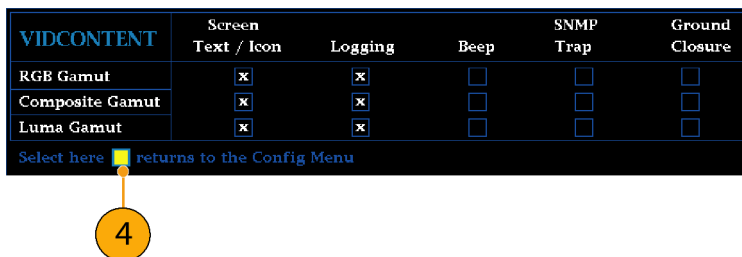 VIDCONTENT Screen Text / Icon Logging Beep SNMP Trap Ground Closure
RGB Gamut x x
Composite Gamut x x
Luma Gamut x x
Select here returns to the Config Menu
4